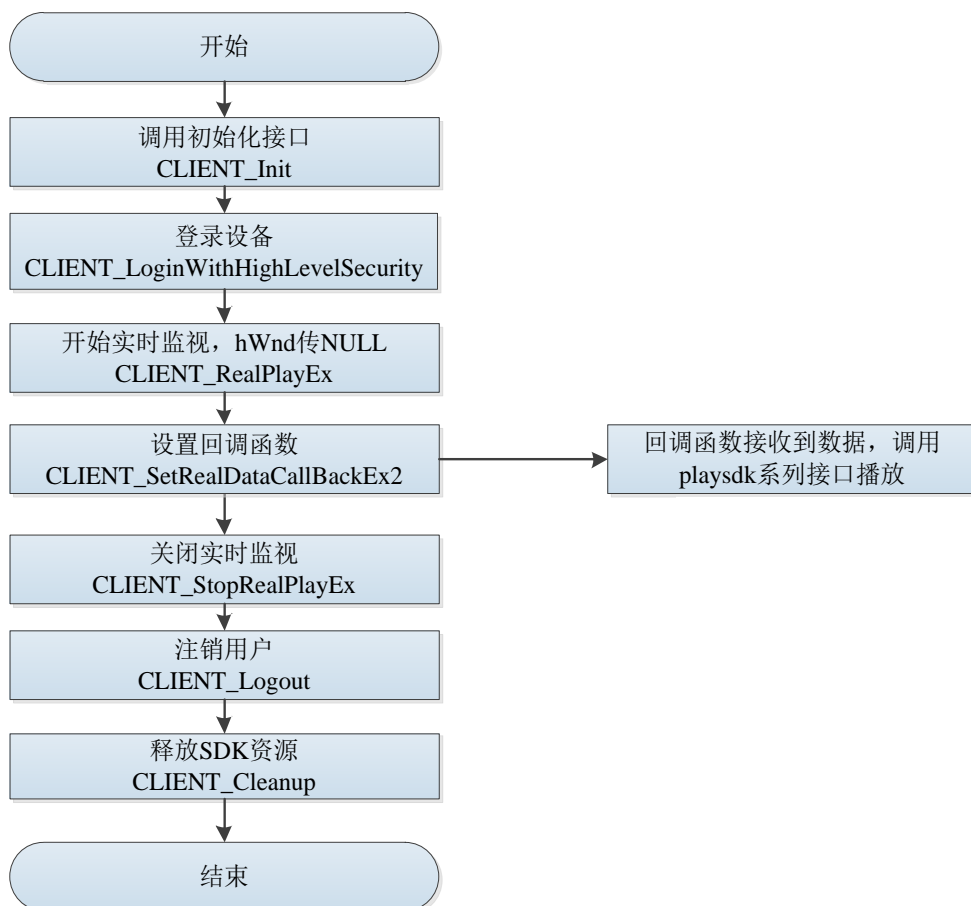 开始
调用初始化接口
CLIENT_Init
登录设备
CLIENT_LoginWithHighLevelSecurity
开始实时监视，hWnd传NULL
CLIENT_RealPlayEx
设置回调函数
CLIENT_SetRealDataCallBackEx2
回调函数接收到数据，调用
playsdk系列接口播放
关闭实时监视
CLIENT_StopRealPlayEx
注销用户
CLIENT_Logout
释放SDK资源
CLIENT_Cleanup
结束